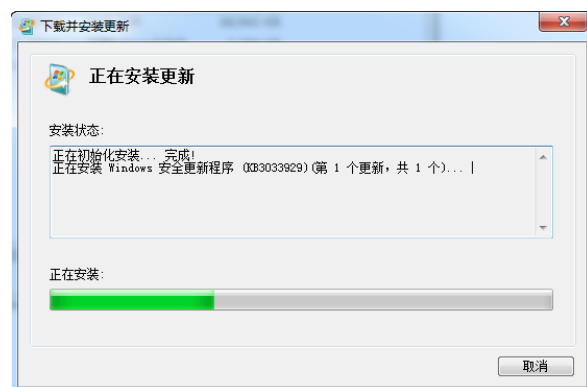 下载并安装更新
正在安装更新
安装状态:
正在初始化安装... 完成!
正在安装 Windows 安全更新程序 (KB3033929)(第 1 个更新，共 1 个)...
正在安装:
取消